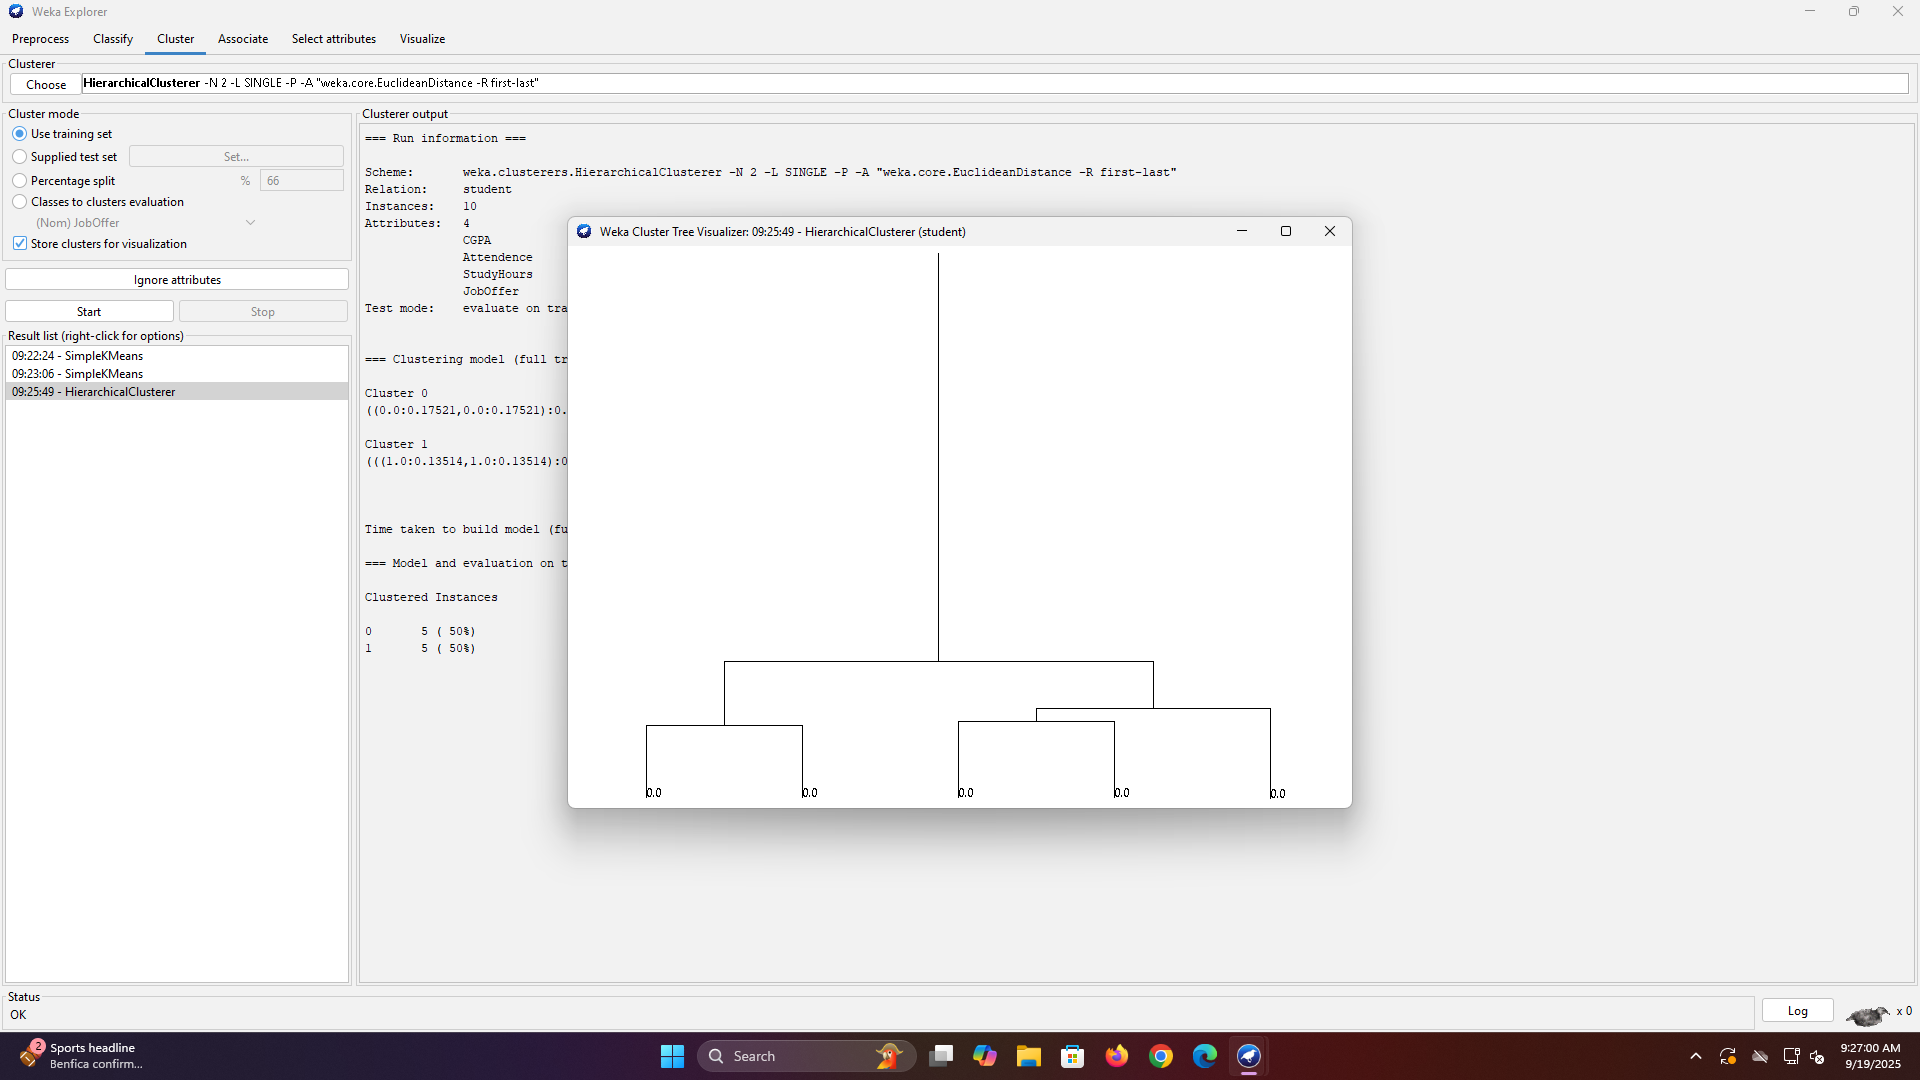 Weka Explorer
Preprocess Classify Cluster Associate Select attributes Visualize
Clusterer
Choose HierarchicalClusterer -N 2 -L SINGLE -P -A "weka.core.EuclideanDistance -R first-last"
Cluster mode
Use training set
Supplied test set Set...
Percentage split % 66
Classes to clusters evaluation
(Nom) JobOffer
Store clusters for visualization
Ignore attributes
Start Stop
Result list (right-click for options)
09:22:24 - SimpleKMeans
09:23:06 - SimpleKMeans
09:25:49 - HierarchicalClusterer
Clusterer output
=== Run information ===
Scheme: weka.clusterers.HierarchicalClusterer -N 2 -L SINGLE -P -A "weka.core.EuclideanDistance -R first-last"
Relation: student
Instances: 10
Attributes: 4
CGPA
Attendence
StudyHours
JobOffer
Test mode: evaluate on tra
=== Clustering model (full tr
Cluster 0
((0.0:0.17521,0.0:0.17521):0.
Cluster 1
(((1.0:0.13514,1.0:0.13514):0
Time taken to build model (fu
=== Model and evaluation on t
Clustered Instances
0 5 ( 50%)
1 5 ( 50%)
Weka Cluster Tree Visualizer: 09:25:49 - HierarchicalClusterer (student)
0.0 0.0 0.0 0.0 0.0
Status
OK
Log x 0
2
Sports headline
Benfica confirm...
Search
9:27:00 AM
9/19/2025